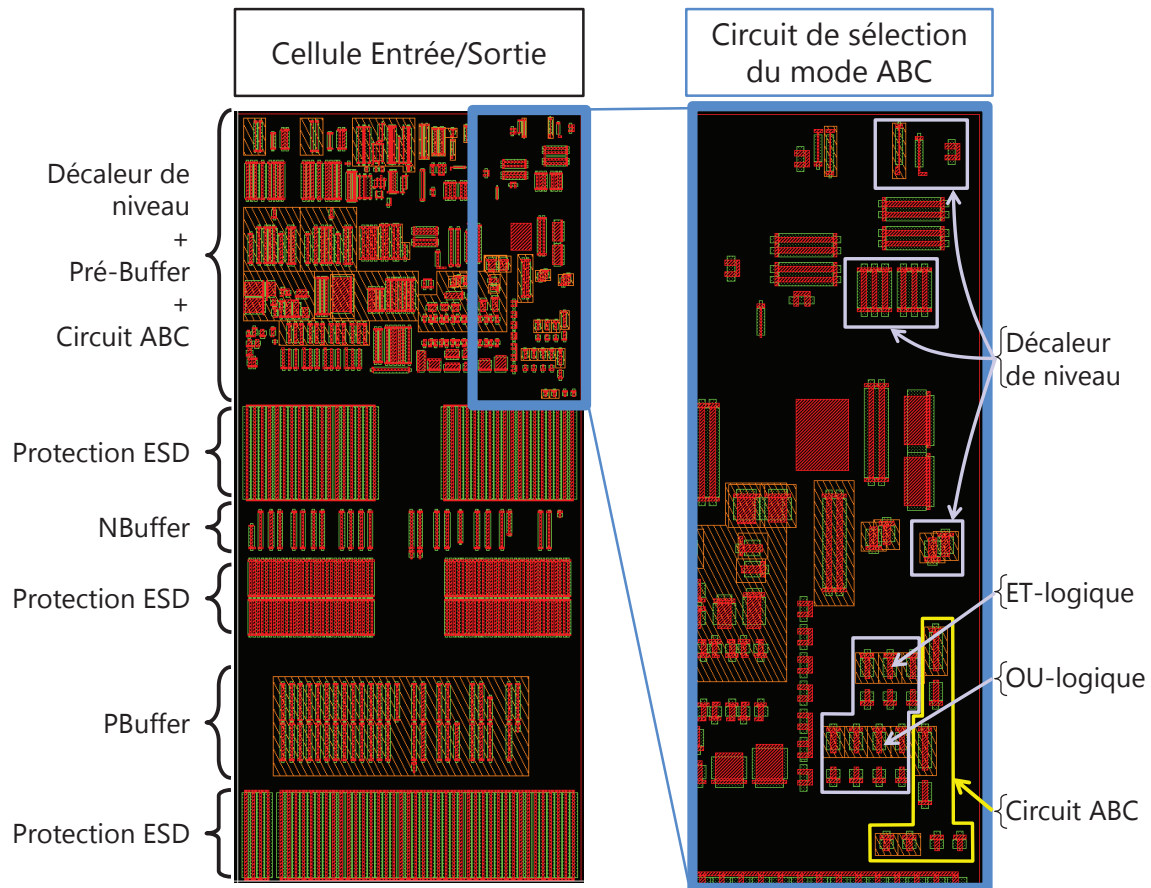 Cellule Entrée/Sortie
Circuit de sélection
du mode ABC
Décaleur de
niveau
+
Pré-Buffer
+
Circuit ABC
Protection ESD
NBuffer
Protection ESD
PBuffer
Protection ESD
Décaleur
de niveau
ET-logique
OU-logique
Circuit ABC